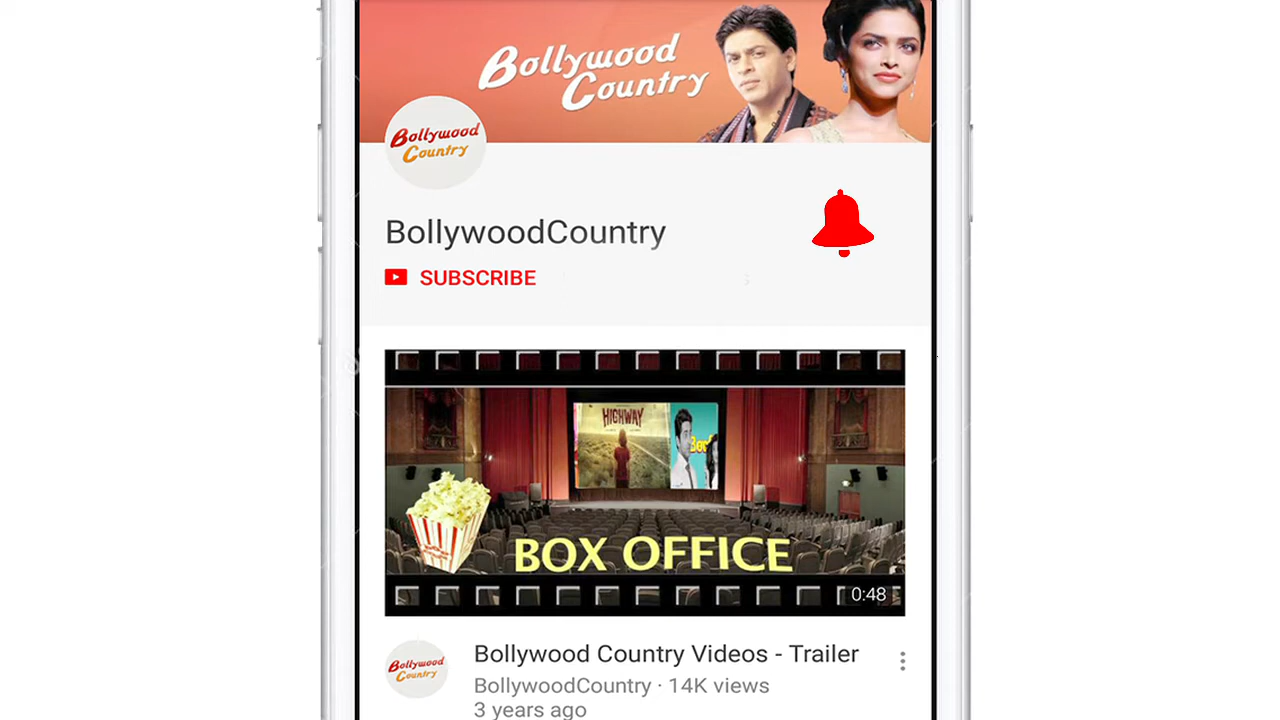 Bollywood
Country
Bollywood
Country
BollywoodCountry
SUBSCRIBE
HIGHWAY
BOX OFFICE
0:48
Bollywood
Country
Bollywood Country Videos - Trailer
BollywoodCountry · 14K views
3 years ago